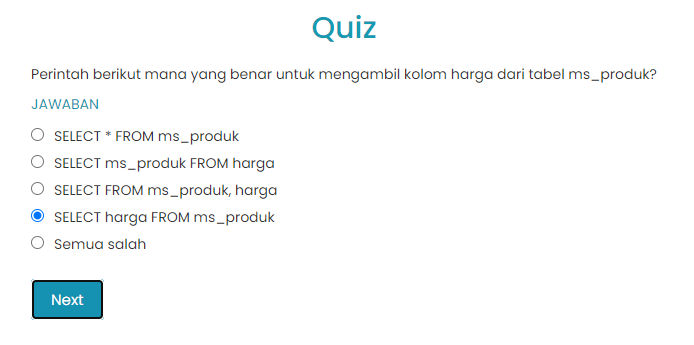 Quiz
Perintah berikut mana yang benar untuk mengambil kolom harga dari tabel ms_produk?
JAWABAN
SELECT * FROM ms_produk
SELECT ms_produk FROM harga
SELECT FROM ms_produk, harga
SELECT harga FROM ms_produk
Semua salah
Next